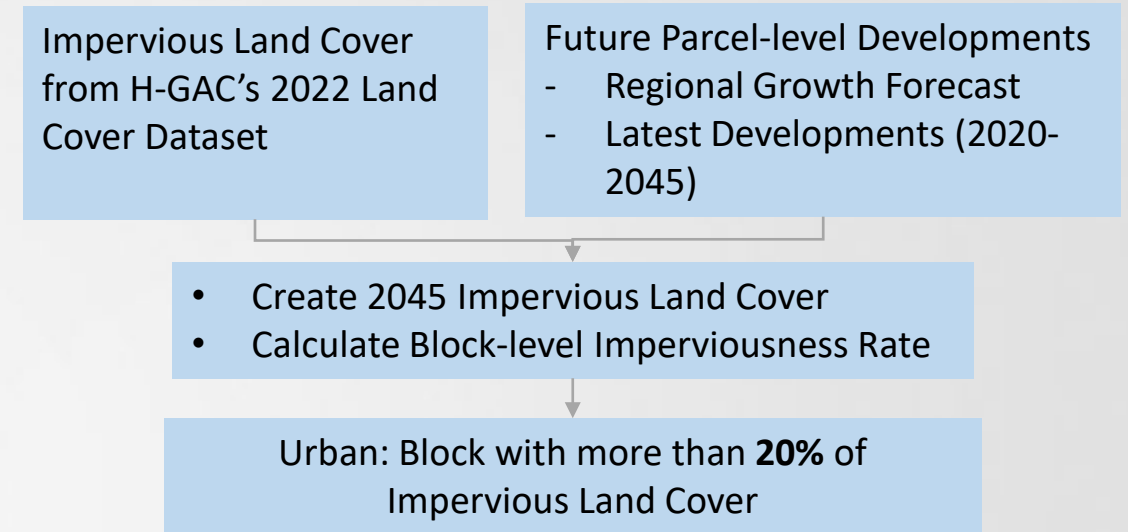 Impervious Land Cover
from H-GAC’s 2022 Land
Cover Dataset
Future Parcel-level Developments
- Regional Growth Forecast
- Latest Developments (2020-
2045)
• Create 2045 Impervious Land Cover
• Calculate Block-level Imperviousness Rate
Urban: Block with more than 20% of
Impervious Land Cover